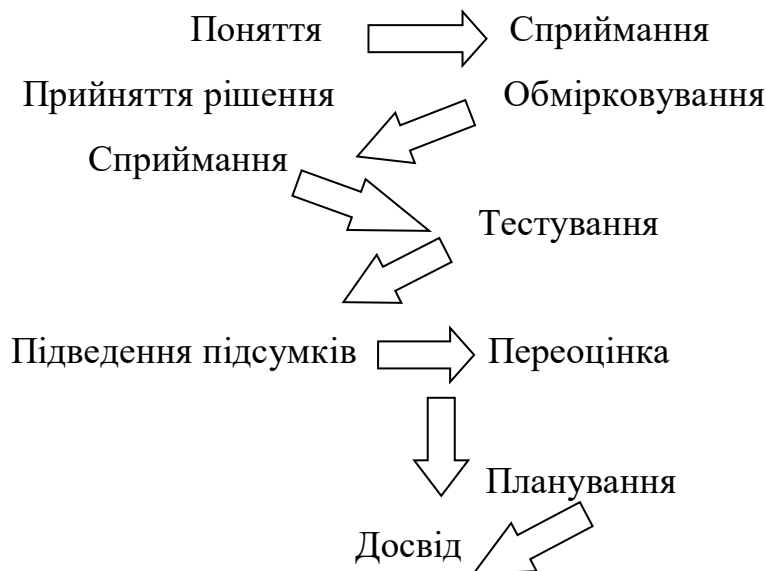 Поняття Сприймання
Прийняття рішення Обмірковування
Сприймання
Тестування
Підведення підсумків Переоцінка
Планування
Досвід